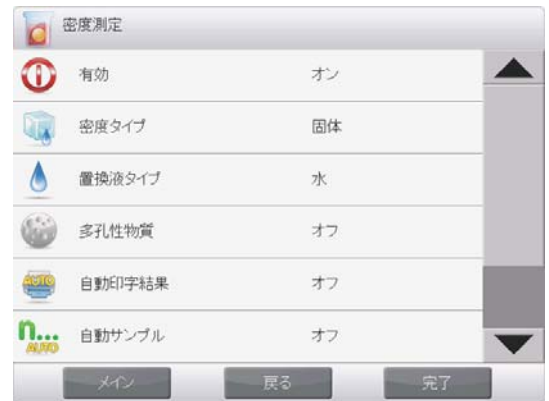 密度測定
有効 オン
密度タイプ 固体
置換液タイプ 水
多孔性物質 オフ
AUTO 自動印字結果 オフ
n... AUTO 自動サンプル オフ
メイン 戻る 完了